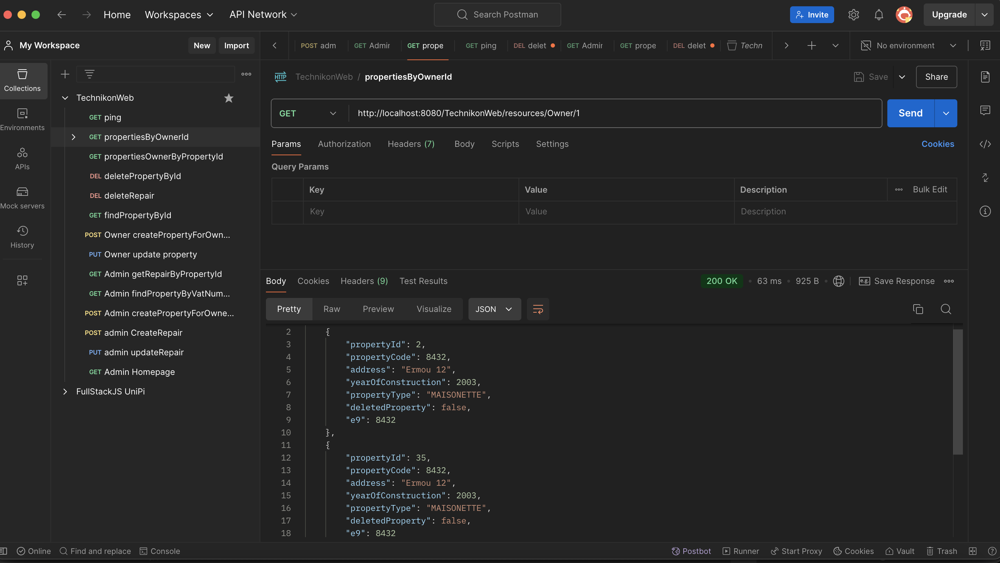 Home Workspaces API Network Search Postman Invite Upgrade
My Workspace New Import
POST adm GET Admir GET prope GET ping DEL delet GET Admir GET prope DEL delet Techn No environment
Collections
Environments
APIs
Mock servers
History
TechnikonWeb
GET ping
GET propertiesByOwnerId
GET propertiesOwnerByPropertyId
DEL deletePropertyById
DEL deleteRepair
GET findPropertyById
POST Owner createPropertyForOwn...
PUT Owner update property
GET Admin getRepairByPropertyId
GET Admin findPropertyByVatNum...
POST Admin createPropertyForOwne...
POST admin CreateRepair
PUT admin updateRepair
GET Admin Homepage
FullStackJS UniPi
HTTP TechnikonWeb / propertiesByOwnerId Save Share
GET http://localhost:8080/TechnikonWeb/resources/Owner/1 Send
Params Authorization Headers (7) Body Scripts Settings Cookies
Query Params
Key Value Description Bulk Edit
Key Value Description
Body Cookies Headers (9) Test Results 200 OK 63 ms 925 B e.g. Save Response
Pretty Raw Preview Visualize JSON
2 {
3 "propertyId": 2,
4 "propertyCode": 8432,
5 "address": "Ermou 12",
6 "yearOfConstruction": 2003,
7 "propertyType": "MAISONETTE",
8 "deletedProperty": false,
9 "e9": 8432
10 },
11 {
12 "propertyId": 35,
13 "propertyCode": 8432,
14 "address": "Ermou 12",
15 "yearOfConstruction": 2003,
16 "propertyType": "MAISONETTE",
17 "deletedProperty": false,
18 "e9": 8432
Online Find and replace Console Postbot Runner Start Proxy Cookies Vault Trash